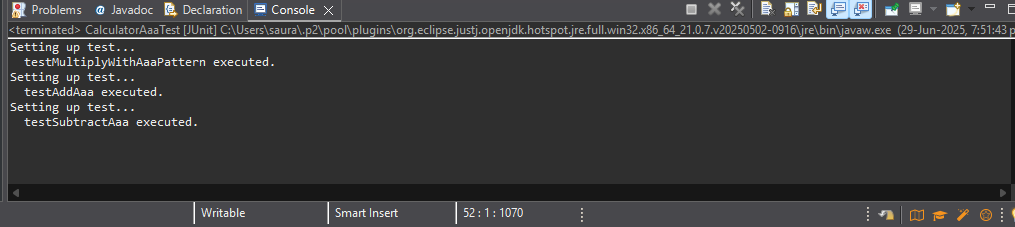 Problems @ Javadoc Declaration Console
<terminated> CalculatorAaaTest [JUnit] C:\Users\saura\.p2\pool\plugins\org.eclipse.justj.openjdk.hotspot.jre.full.win32.x86_64_21.0.7.v20250502-0916\jre\bin\javaw.exe (29-Jun-2025, 7:51:43 p
Setting up test...
  testMultiplyWithAaaPattern executed.
Setting up test...
  testAddAaa executed.
Setting up test...
  testSubtractAaa executed.
Writable Smart Insert 52 : 1 : 1070